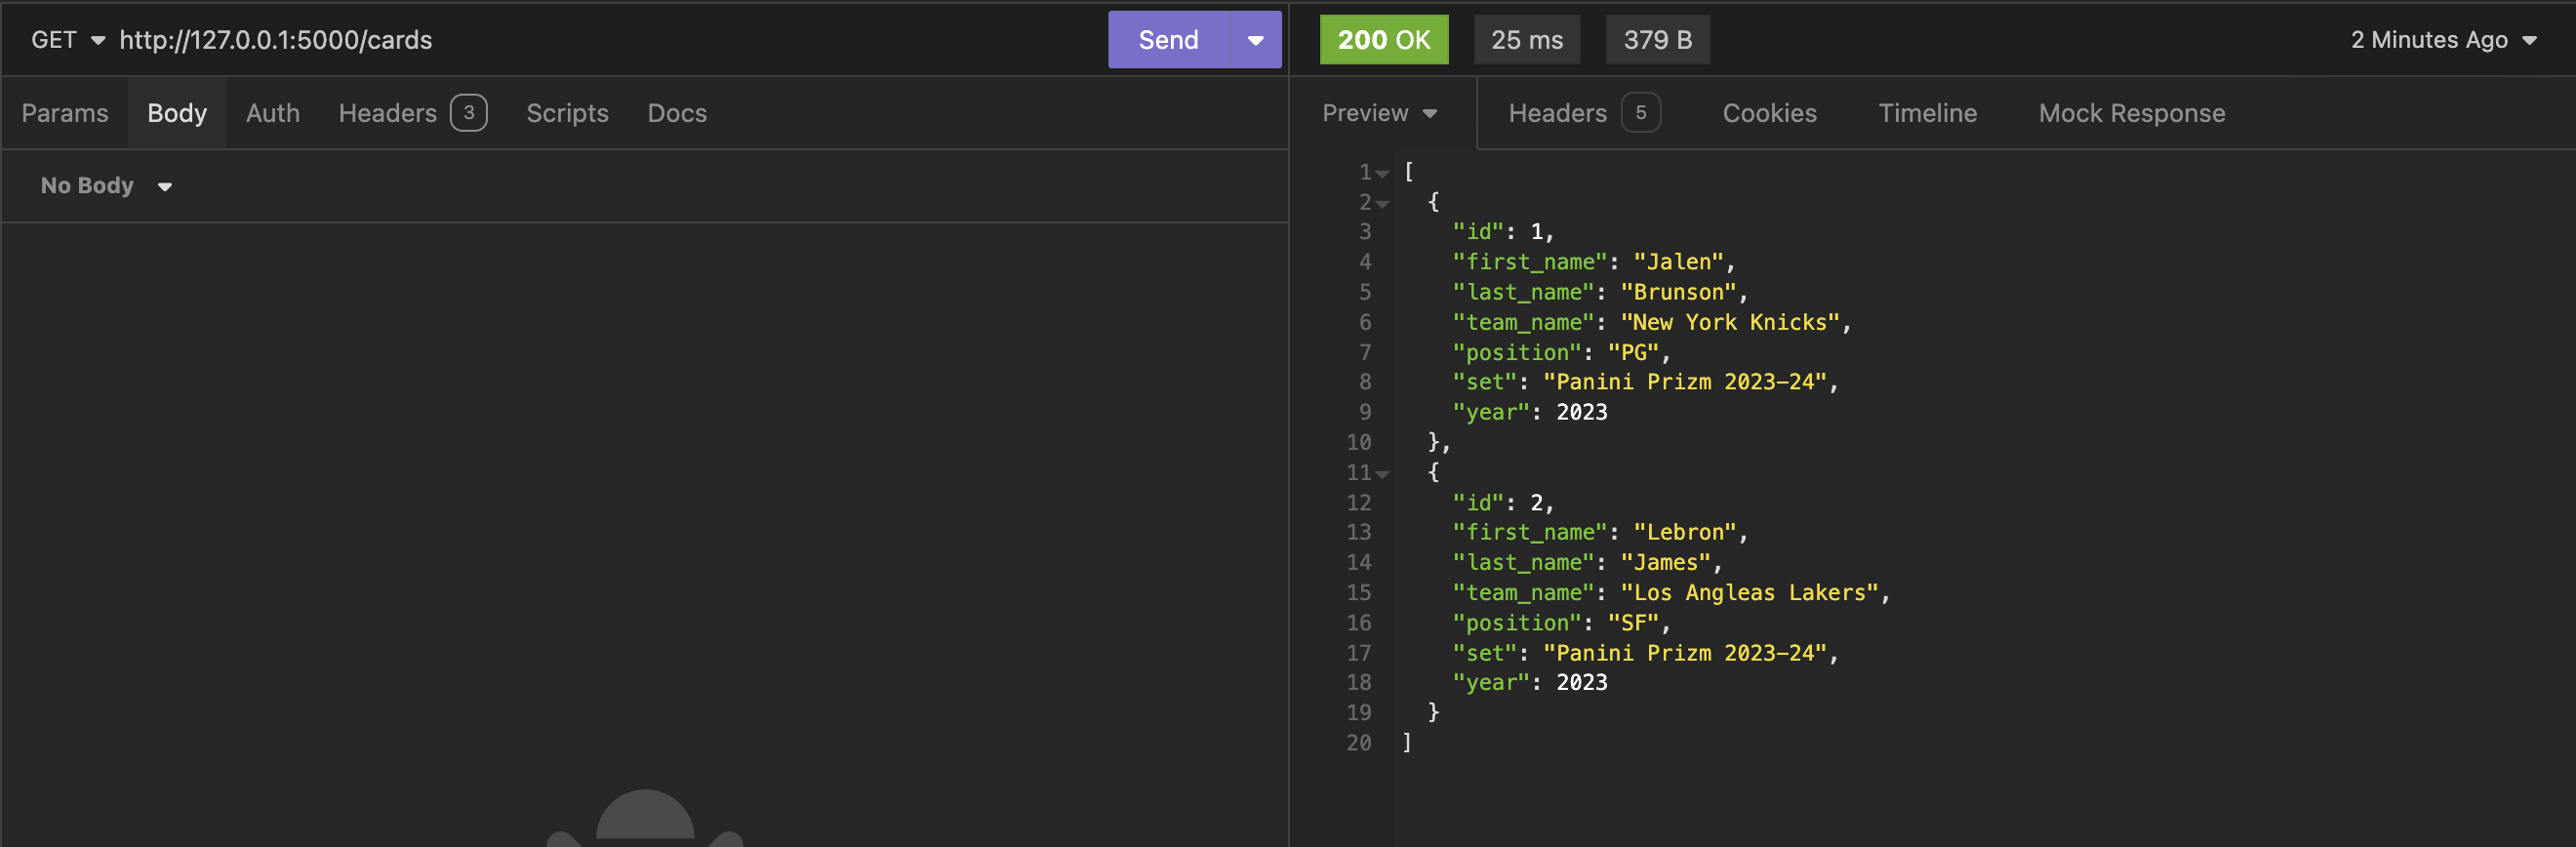 GET http://127.0.0.1:5000/cards Send 200 OK 25 ms 379 B 2 Minutes Ago
Params Body Auth Headers 3 Scripts Docs Preview Headers 5 Cookies Timeline Mock Response
No Body
1 [
2 {
3 "id": 1,
4 "first_name": "Jalen",
5 "last_name": "Brunson",
6 "team_name": "New York Knicks",
7 "position": "PG",
8 "set": "Panini Prizm 2023-24",
9 "year": 2023
10 },
11 {
12 "id": 2,
13 "first_name": "Lebron",
14 "last_name": "James",
15 "team_name": "Los Angleas Lakers",
16 "position": "SF",
17 "set": "Panini Prizm 2023-24",
18 "year": 2023
19 }
20 ]